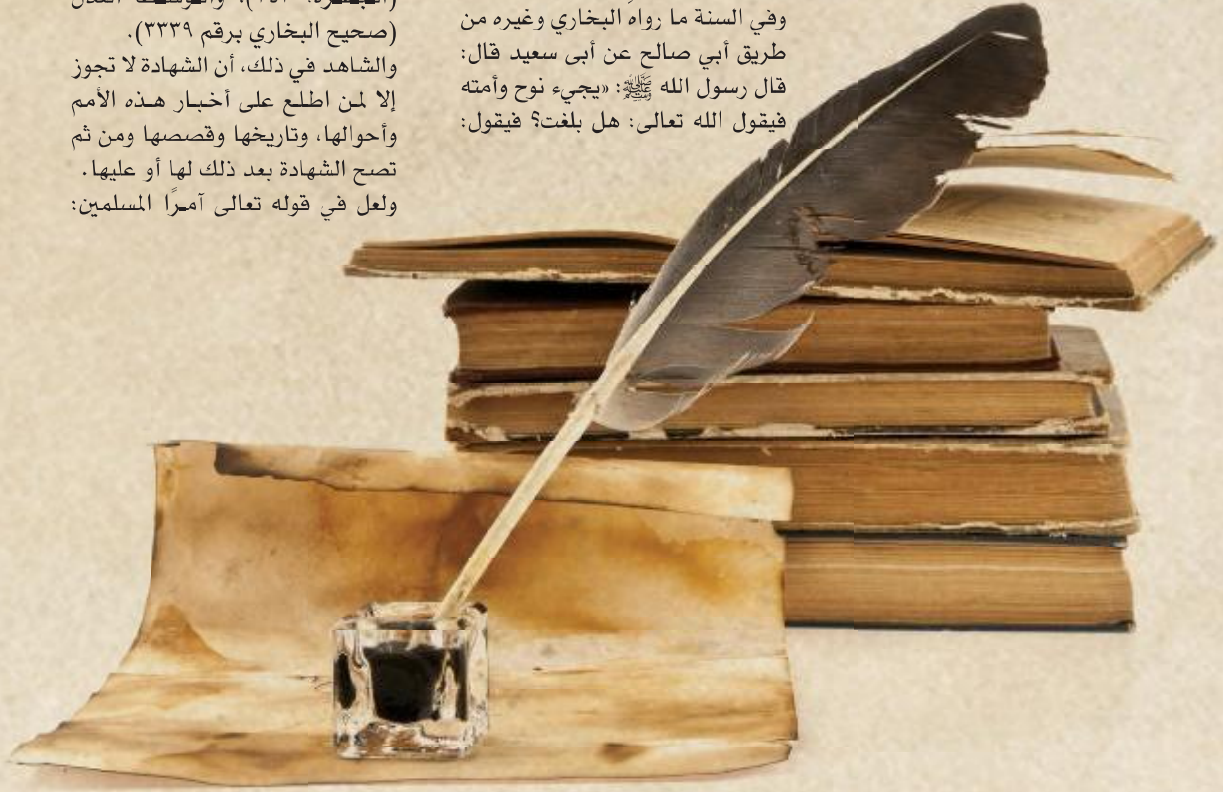 وفي السنة ما رواه البخاري وغيره من
طريق أبي صالح عن أبى سعيد قال:
قال رسول الله ﷺ: «يجيء نوح وأمته
فيقول الله تعالى: هل بلغت؟ فيقول:
(صحيح البخاري برقم ٣٣٣٩).
والشاهد في ذلك، أن الشهادة لا تجوز
إلا لمن اطلع على أخبار هذه الأمم
وأحوالها، وتاريخها وقصصها ومن ثم
تصح الشهادة بعد ذلك لها أو عليها.
ولعل في قوله تعالى آمرًا المسلمين: